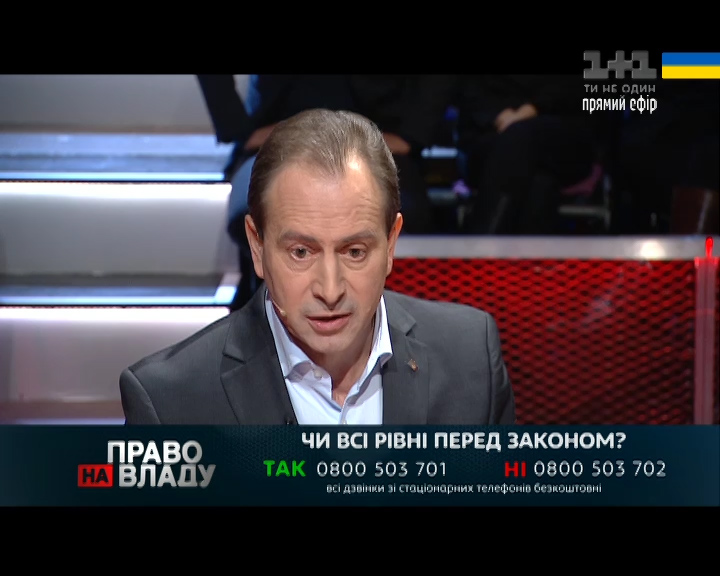 1+1
ТИ НЕ ОДИН
ПРЯМИЙ ЕФІР
ПРАВО
НА ВЛАДУ
ЧИ ВСІ РІВНІ ПЕРЕД ЗАКОНОМ?
ТАК 0800 503 701 НІ 0800 503 702
всі дзвінки зі стаціонарних телефонів безкоштовні